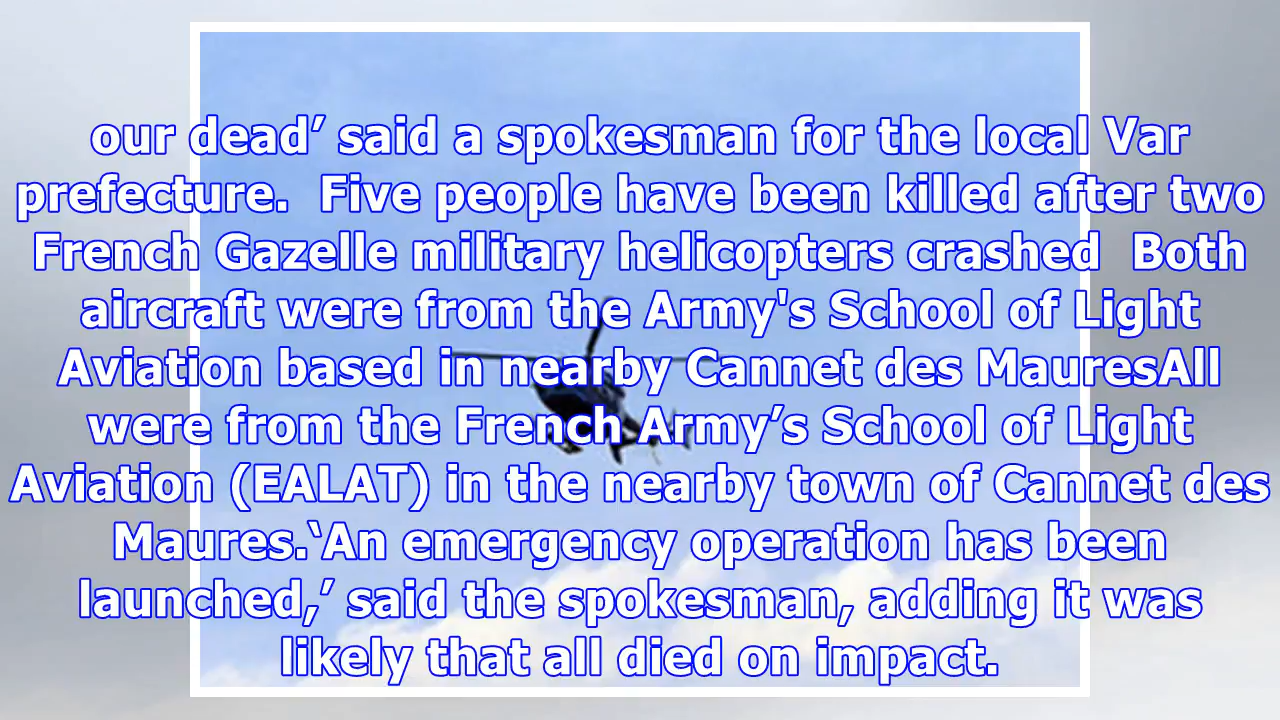 our dead’ said a spokesman for the local Var
prefecture.  Five people have been killed after two
French Gazelle military helicopters crashed  Both
aircraft were from the Army's School of Light
Aviation based in nearby Cannet des MauresAll
were from the French Army’s School of Light
Aviation (EALAT) in the nearby town of Cannet des
Maures.‘An emergency operation has been
launched,’ said the spokesman, adding it was
likely that all died on impact.